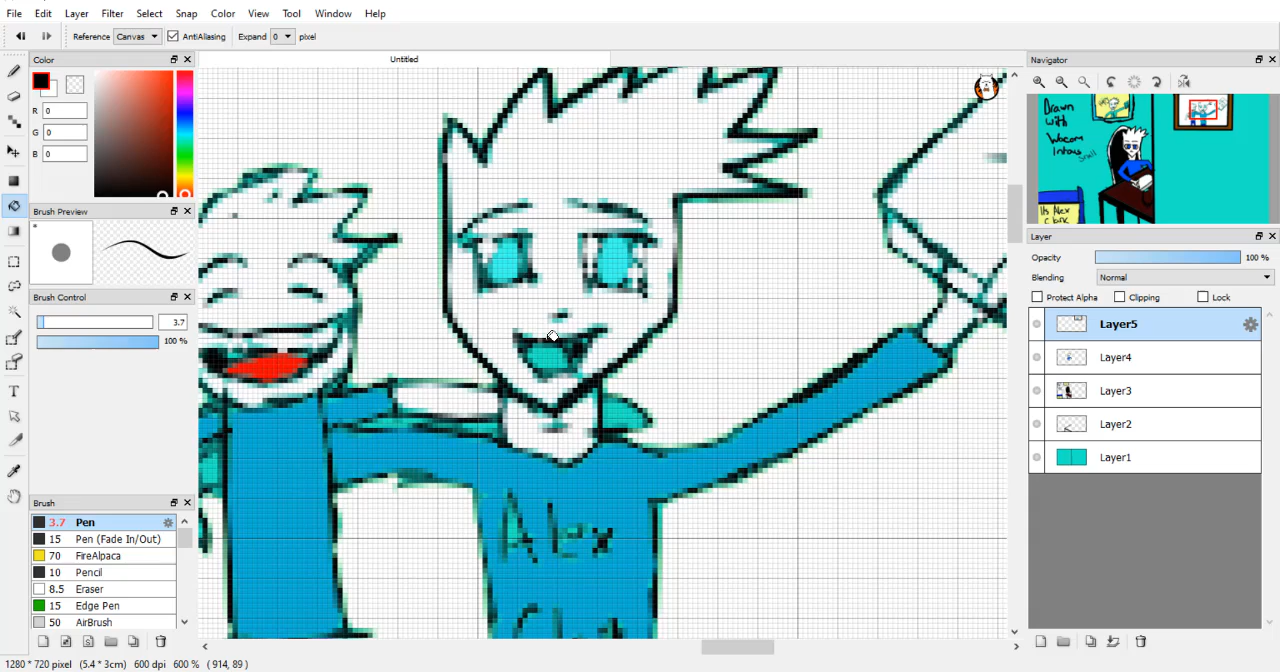 File Edit Layer Filter Select Snap Color View Tool Window Help
Reference Canvas AntiAliasing Expand 0 pixel
Color
R 0
G 0
B 0
Brush Preview
Brush Control
3.7
100 %
Brush
3.7 Pen
15 Pen (Fade In/Out)
70 FireAlpaca
10 Pencil
8.5 Eraser
15 Edge Pen
50 AirBrush
Untitled
Alex
Navigator
Drawn
with
Wacom
Intous
Small
Its Alex
Clark
Layer
Opacity 100 %
Blending Normal
Protect Alpha Clipping Lock
Layer5
Layer4
Layer3
Layer2
Layer1
1280 * 720 pixel (5.4 * 3cm) 600 dpi 600 % ( 914, 89 )